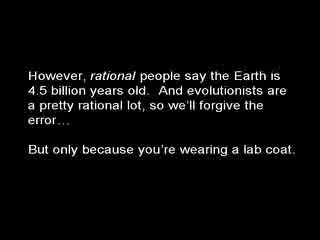 However, rational people say the Earth is
4.5 billion years old.  And evolutionists are
a pretty rational lot, so we'll forgive the
error…
But only because you're wearing a lab coat.